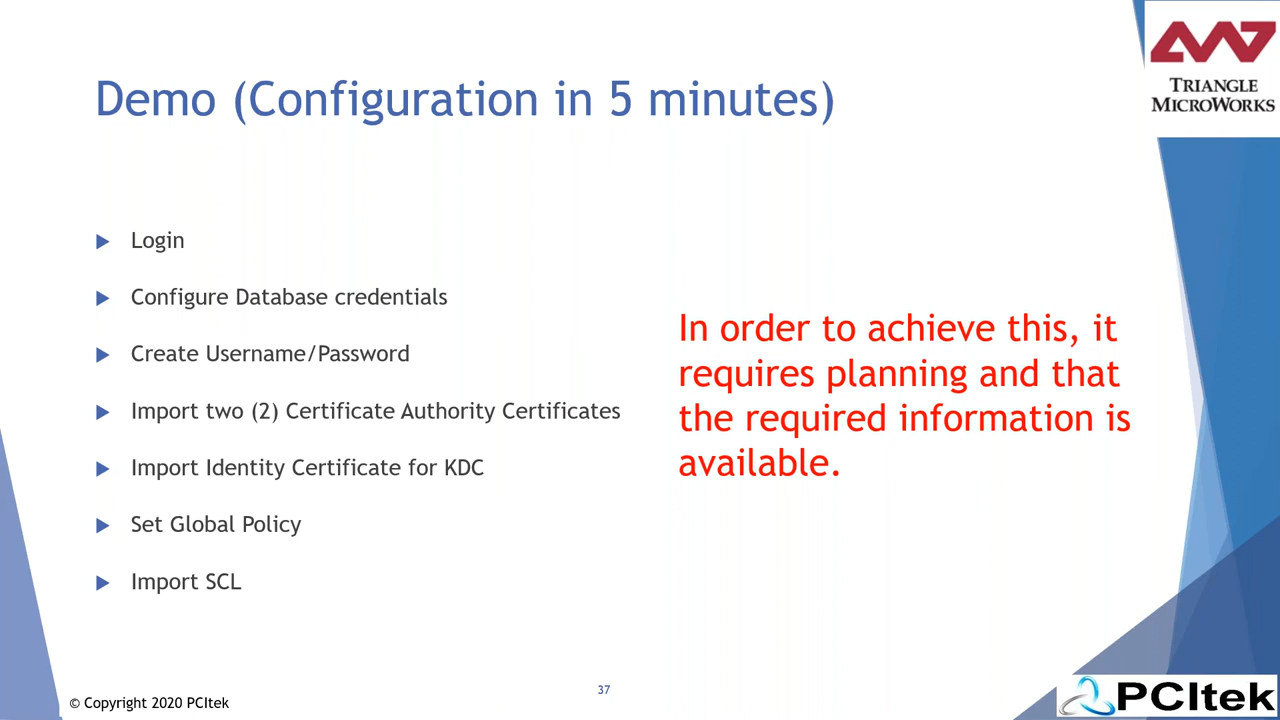 TRIANGLE
MICROWORKS
Demo (Configuration in 5 minutes)
Login
Configure Database credentials
Create Username/Password
Import two (2) Certificate Authority Certificates
Import Identity Certificate for KDC
Set Global Policy
Import SCL
In order to achieve this, it
requires planning and that
the required information is
available.
37
© Copyright 2020 PCItek
PCItek